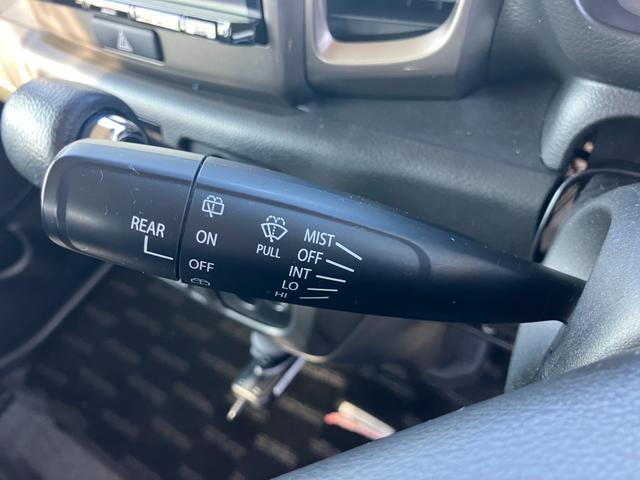 REAR
ON
OFF
PULL
MIST
OFF
INT
LO
HI